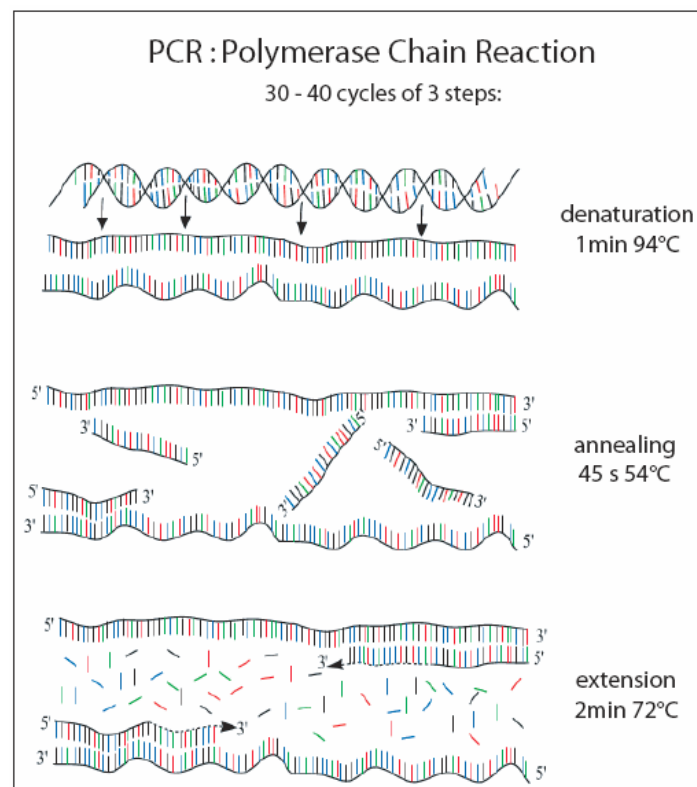 PCR : Polymerase Chain Reaction
30 - 40 cycles of 3 steps:
denaturation
1min 94°C
5'
3'
3'
5'
5'
3'
5'
5'
3'
5'
3'
3'
3'
5'
annealing
45 s 54°C
5'
3'
3'
5'
5'
3'
3'
5'
extension
2min 72°C